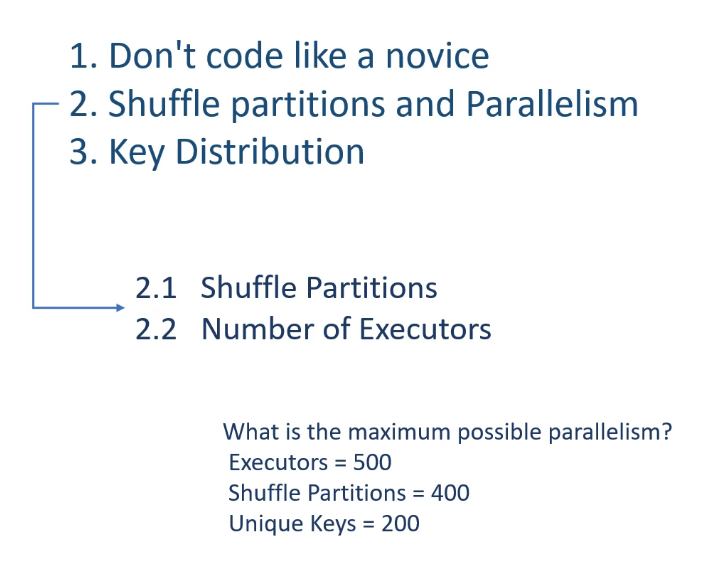 1. Don't code like a novice
2. Shuffle partitions and Parallelism
3. Key Distribution
2.1 Shuffle Partitions
2.2 Number of Executors
What is the maximum possible parallelism?
Executors = 500
Shuffle Partitions = 400
Unique Keys = 200